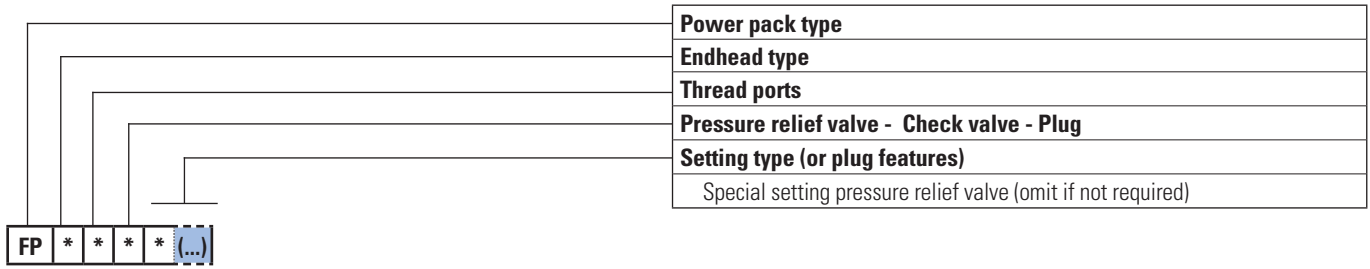 Power pack type
Endhead type
Thread ports
Pressure relief valve - Check valve - Plug
Setting type (or plug features)
Special setting pressure relief valve (omit if not required)
FP * * * * (...)